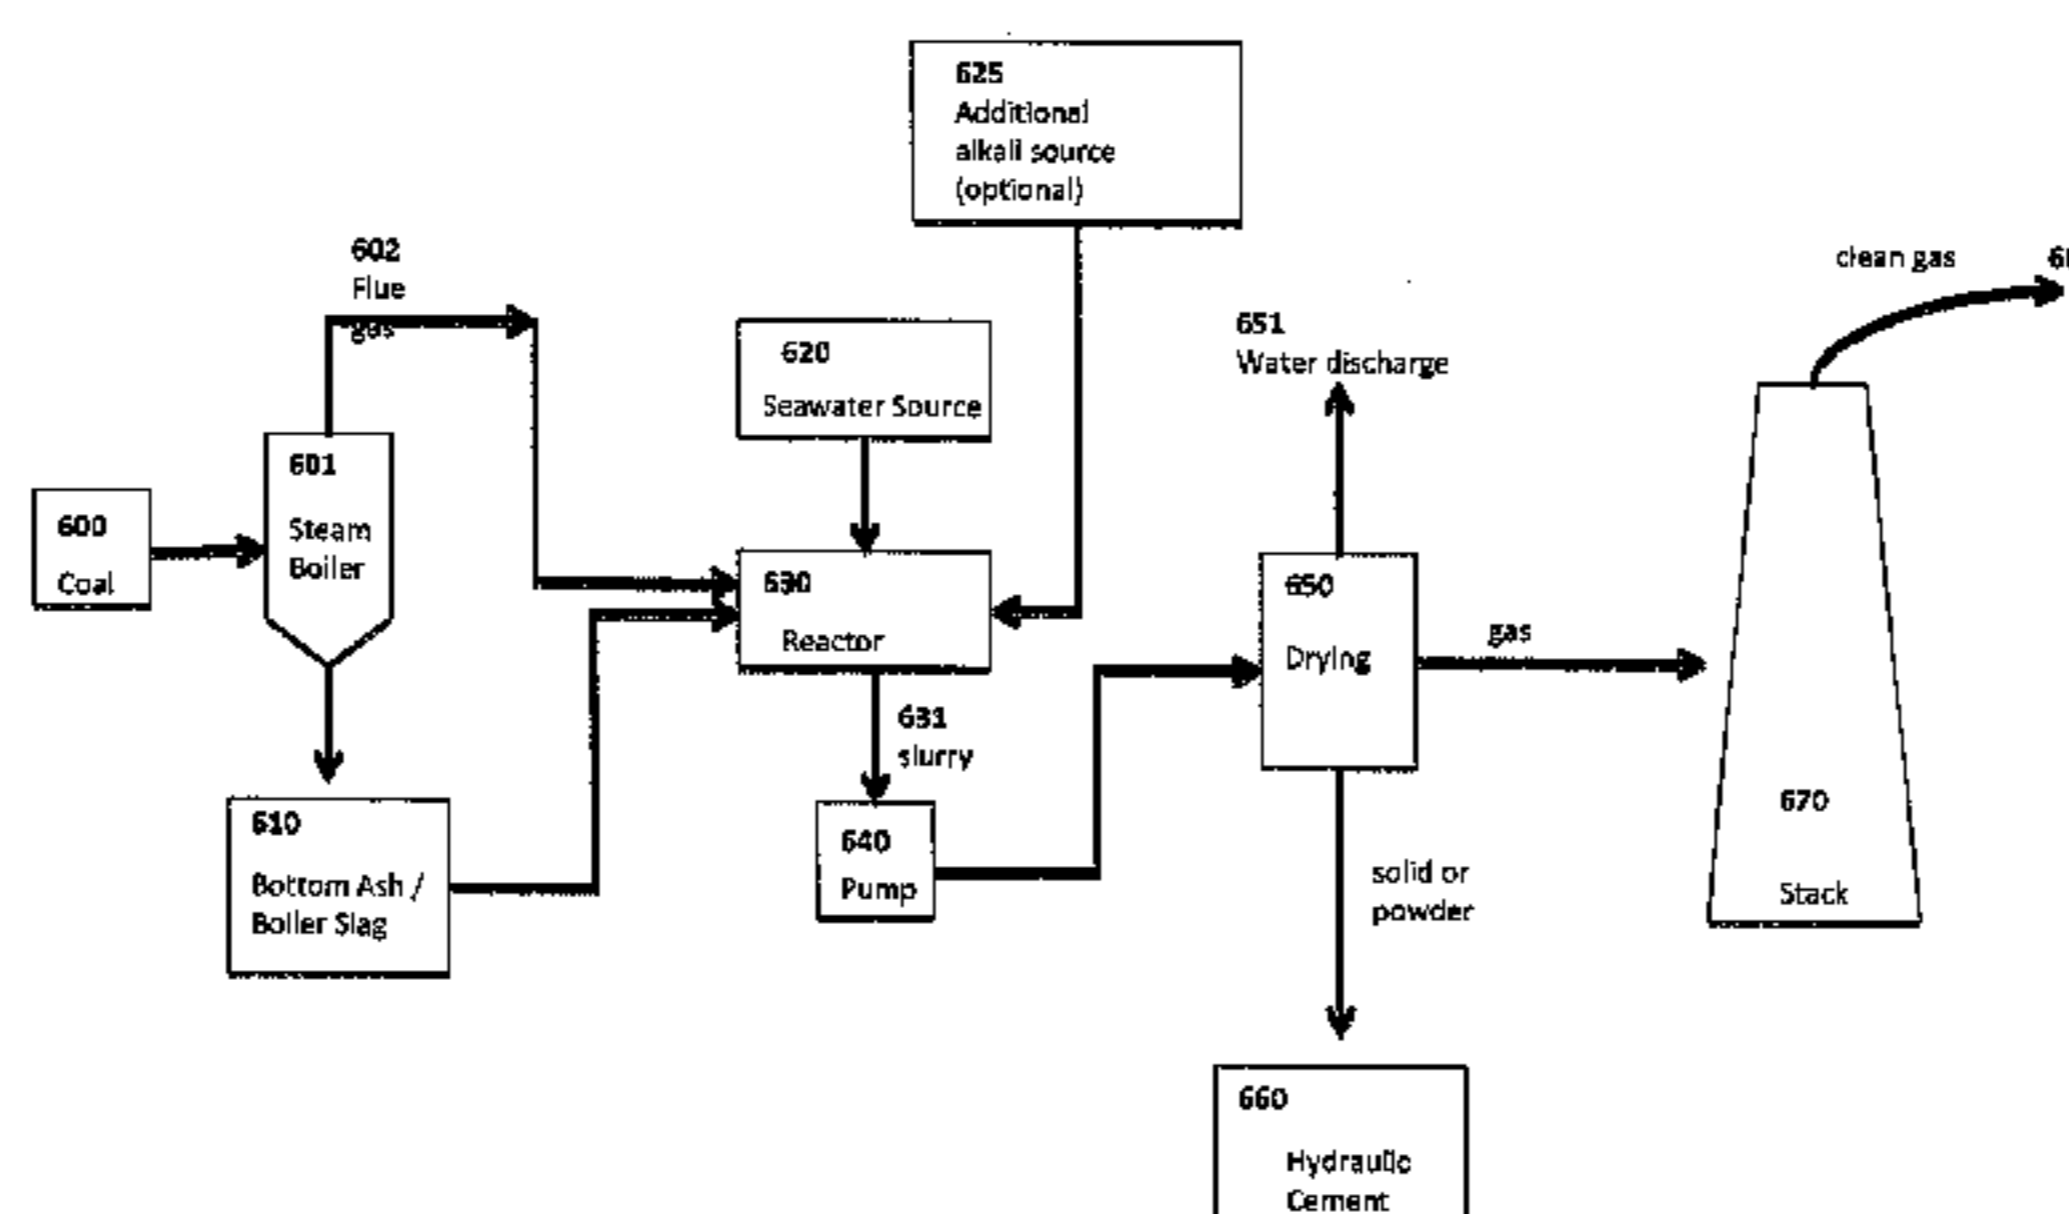 625
Additional
alkali source
(optional)
602
Flue
gas
clean gas
651
Water discharge
620
Seawater Source
601
Steam
Boiler
600
Coal
630
Reactor
650
Drying
gas
631
slurry
610
Bottom Ash /
Boiler Slag
640
Pump
solid or
powder
670
Stack
660
Hydraulic
Cement